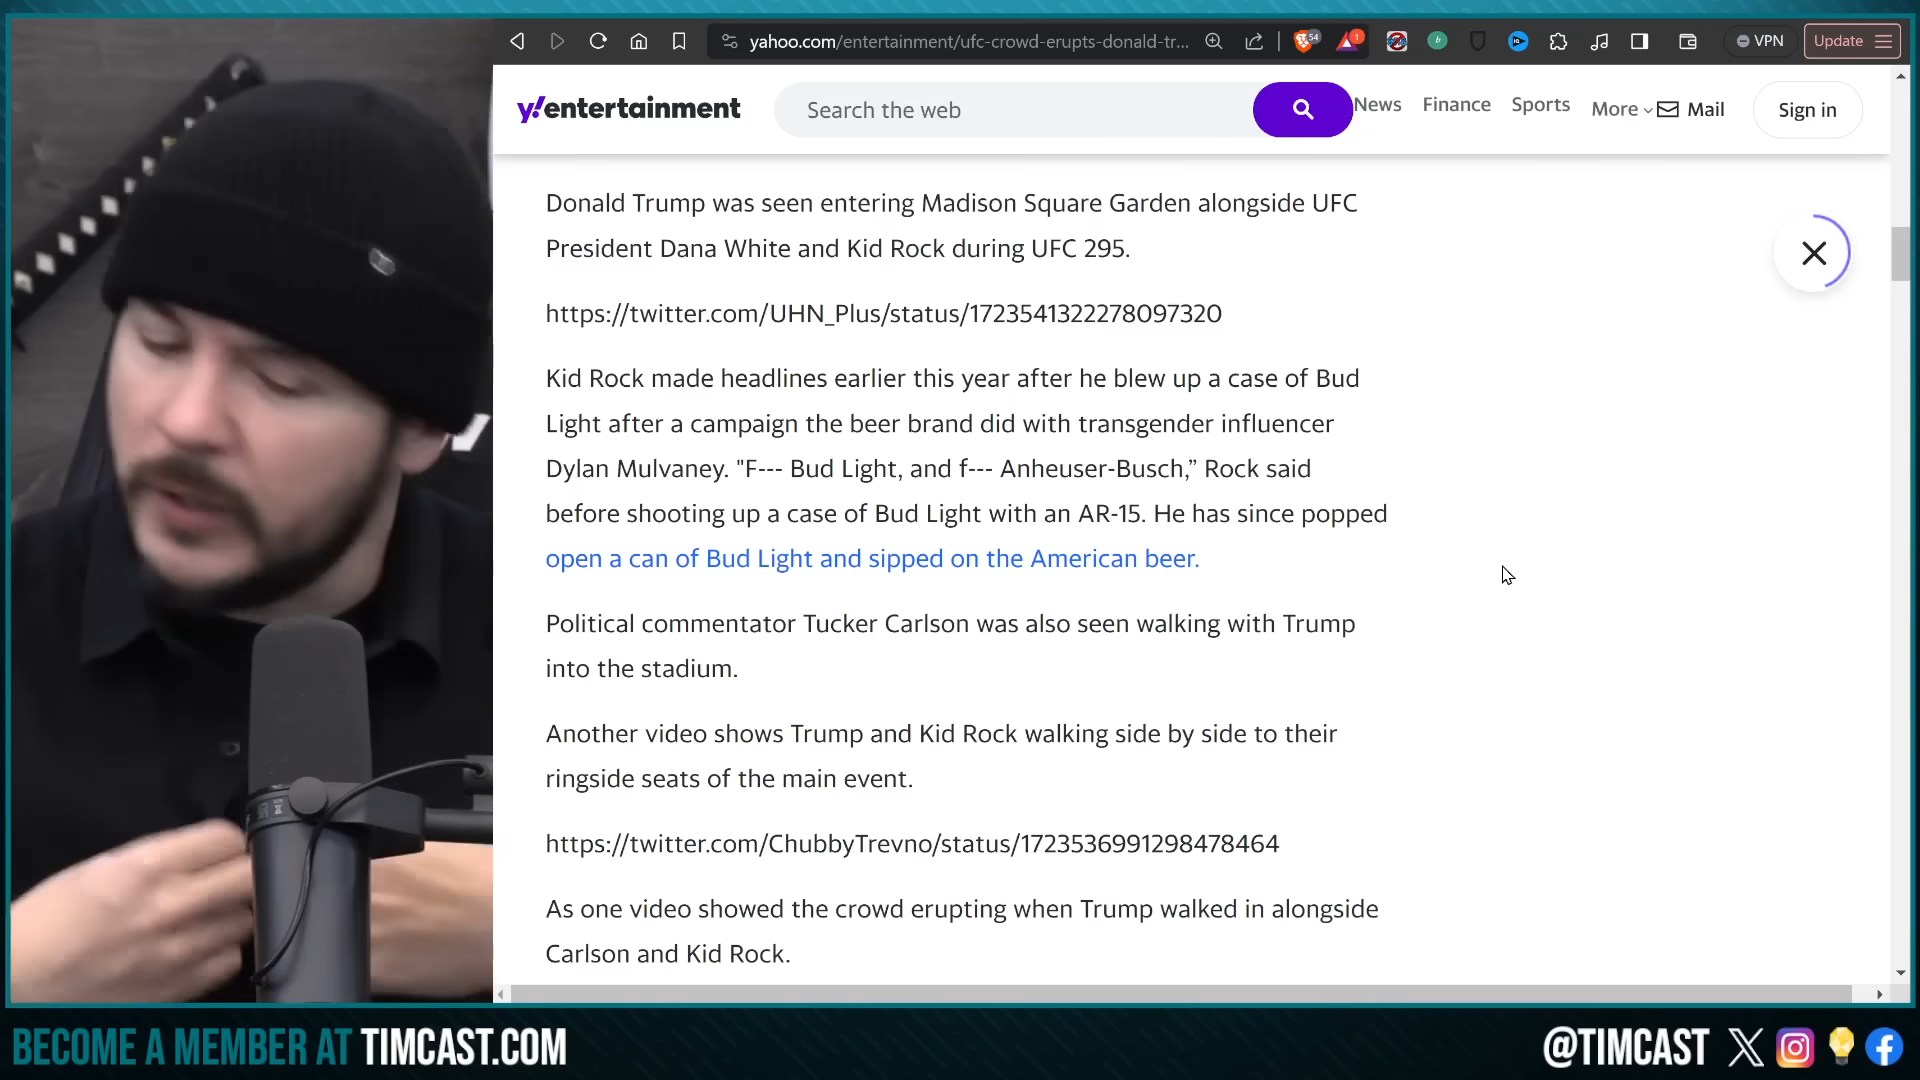 yahoo.com/entertainment/ufc-crowd-erupts-donald-tr...
54
1
VPN
Update
y!entertainment
Search the web
News
Finance
Sports
More
Mail
Sign in
Donald Trump was seen entering Madison Square Garden alongside UFC
President Dana White and Kid Rock during UFC 295.
https://twitter.com/UHN_Plus/status/1723541322278097320
Kid Rock made headlines earlier this year after he blew up a case of Bud
Light after a campaign the beer brand did with transgender influencer
Dylan Mulvaney. "F--- Bud Light, and f--- Anheuser-Busch,” Rock said
before shooting up a case of Bud Light with an AR-15. He has since popped
open a can of Bud Light and sipped on the American beer.
Political commentator Tucker Carlson was also seen walking with Trump
into the stadium.
Another video shows Trump and Kid Rock walking side by side to their
ringside seats of the main event.
https://twitter.com/ChubbyTrevno/status/1723536991298478464
As one video showed the crowd erupting when Trump walked in alongside
Carlson and Kid Rock.
BECOME A MEMBER AT TIMCAST.COM
@TIMCAST